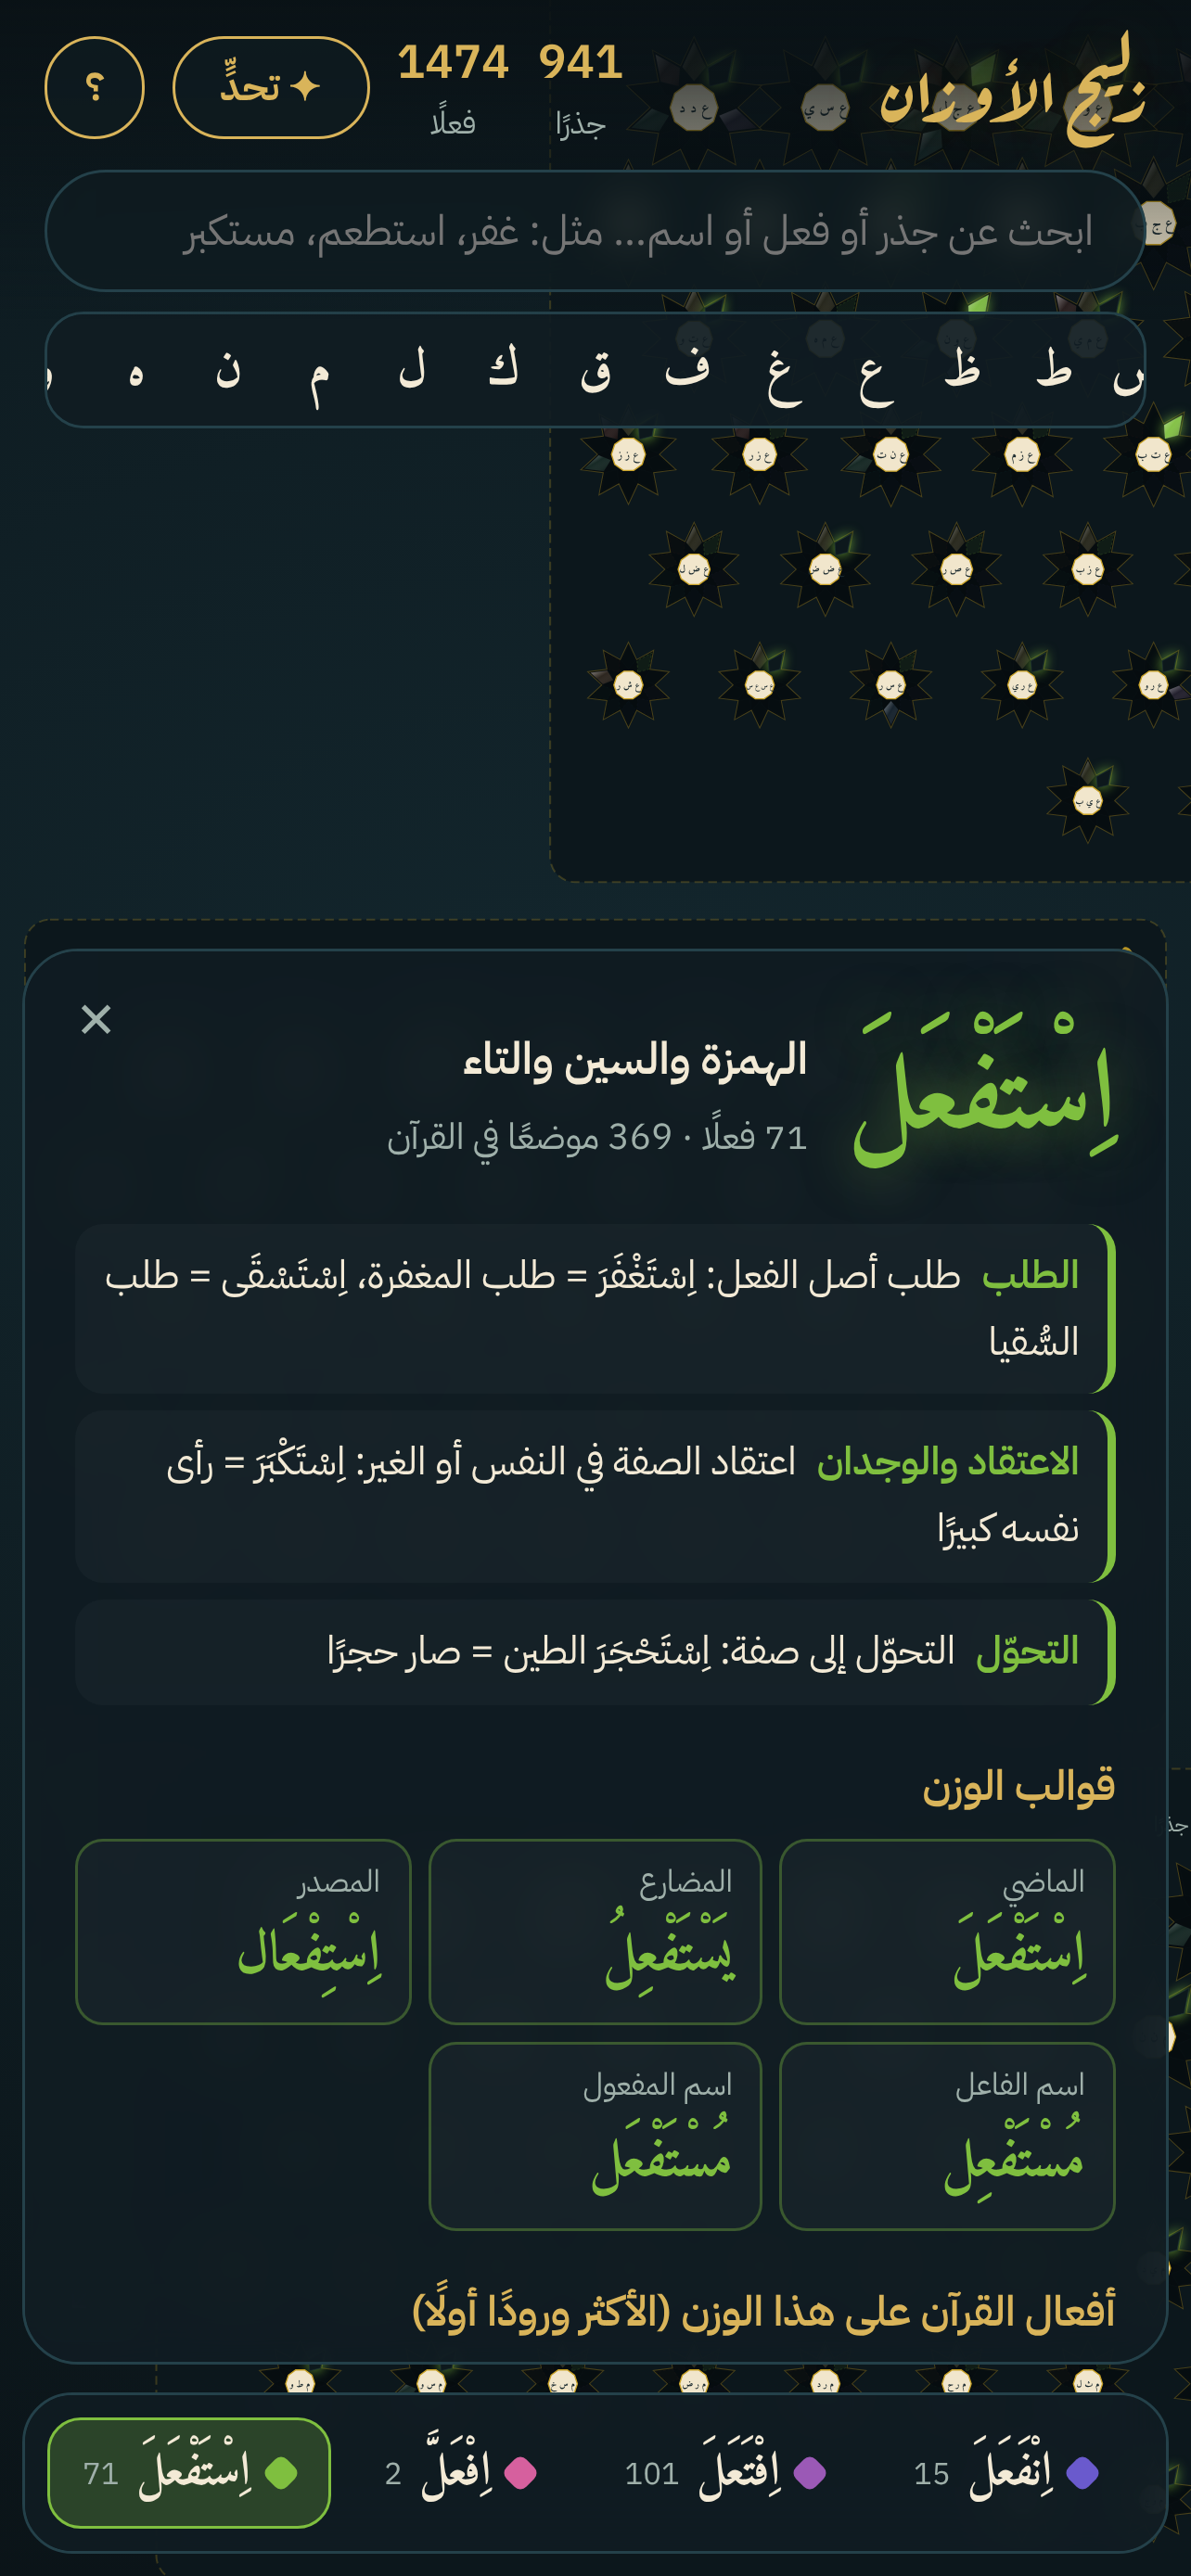 زليج الأوزان
941 جذرًا
1474 فعلًا
✦ تحدٍّ
؟
ابحث عن جذر أو فعل أو اسم... مثل: غفر، استطعم، مستكبر
ط ظ ع غ ف ق ك ل م ن ه و
ع ز ز
ع ز ر
ع ن ت
ع ز م
ع ت ب
ع ض ل
ع ص ر
ع ز ب
ع ش ر
ع س ع س
ع س ر
ع ر ي
ع ر و
ع ي ب
اِسْتَفْعَلَ
الهمزة والسين والتاء
71 فعلًا · 369 موضعًا في القرآن
✕
الطلب طلب أصل الفعل: اِسْتَغْفَرَ = طلب المغفرة، اِسْتَسْقَى = طلب
السُّقيا
الاعتقاد والوجدان اعتقاد الصفة في النفس أو الغير: اِسْتَكْبَرَ = رأى
نفسه كبيرًا
التحوّل التحوّل إلى صفة: اِسْتَحْجَرَ الطين = صار حجرًا
قوالب الوزن
الماضي
اِسْتَفْعَلَ
المضارع
يَسْتَفْعِلُ
المصدر
اِسْتِفْعَال
اسم الفاعل
مُسْتَفْعِل
اسم المفعول
مُسْتَفْعَل
أفعال القرآن على هذا الوزن (الأكثر ورودًا أولًا)
م ث ل
م ر ح
م ر د
م ر ض
م س خ
م س و
م ط و
اِنْفَعَلَ 15
اِفْتَعَلَ 101
اِفْعَلَّ 2
اِسْتَفْعَلَ 71